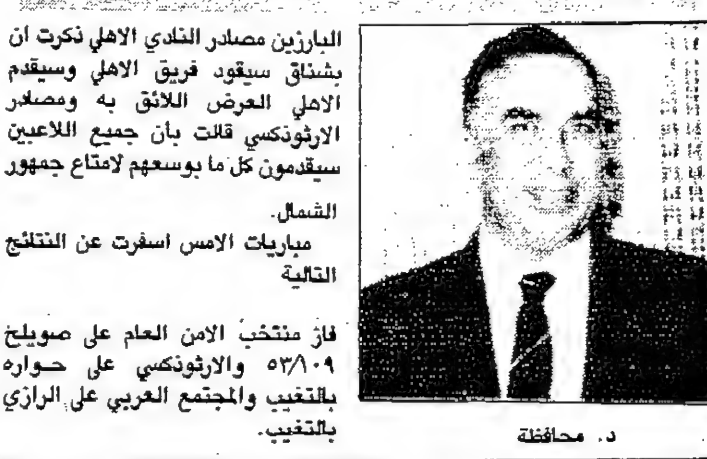 البارزين مصادر النادي الاهلي ذكرت ان
بشناق سيقود فريق الاهلي وسيقدم
الاهلي العرض اللائق به ومصادر
الارثوذكسي قالت بأن جميع اللاعبين
سيقدمون كل ما بوسعهم لامتاع جمهور
الشمال.
مباريات الامس اسفرت عن النتائج
التالية
فاز منتخب الامن العام على صويلح
٥٣/١٠٩ والارثوذكسي على حواره
بالتغيب والمجتمع العربي على الرازي
بالتغيب.
د. محافظة